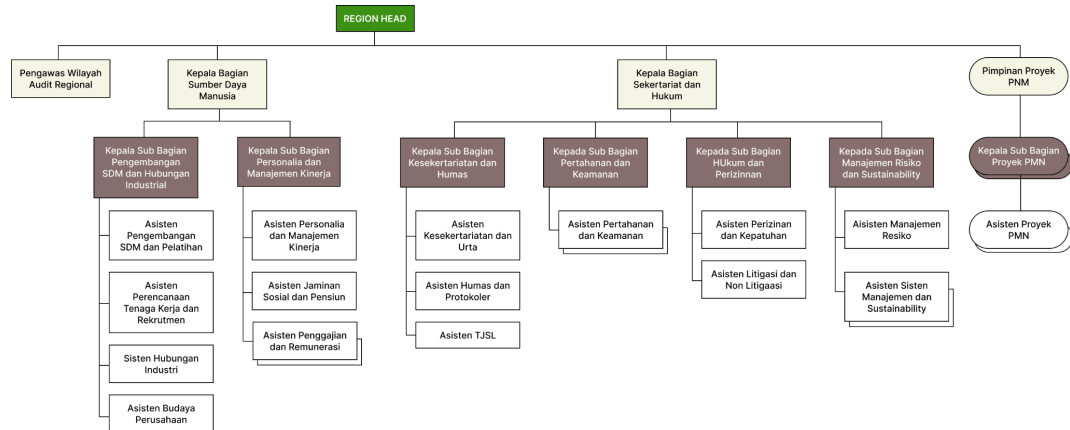 REGION HEAD
Pengawas Wilayah
Audit Regional
Kepala Bagian
Sumber Daya
Manusia
Kepala Bagian
Sekertariat dan
Hukum
Pimpinan Proyek
PNM
Kepala Sub Bagian
Pengembangan
SDM dan Hubungan
Industrial
Kepala Sub Bagian
Personalia dan
Manajemen Kinerja
Kepala Sub Bagian
Kesekertariatan dan
Humas
Kepada Sub Bagian
Pertahanan dan
Keamanan
Kepada Sub Bagian
HUkum dan
Perizinnan
Kepada Sub Bagian
Manajemen Risiko
dan Sustainability
Kepala Sub Bagian
Proyek PMN
Asisten
Pengembangan
SDM dan Pelatihan
Asisten
Perencanaan
Tenaga Kerja dan
Rekrutmen
Sisten Hubungan
Industri
Asisten Budaya
Perusahaan
Asisten Personalia
dan Manajemen
Kinerja
Asisten Jaminan
Sosial dan Pensiun
Asisten Penggajian
dan Remunerasi
Asisten
Kesekertariatan dan
Urta
Asisten Humas dan
Protokoler
Asisten TJSL
Asisten Pertahanan
dan Keamanan
Asisten Perizinan
dan Kepatuhan
Asisten Litigasi dan
Non Litigaasi
Aisisten Manajemen
Resiko
Asisten Sisten
Manajemen dan
Sustainability
Asisten Proyek
PMN